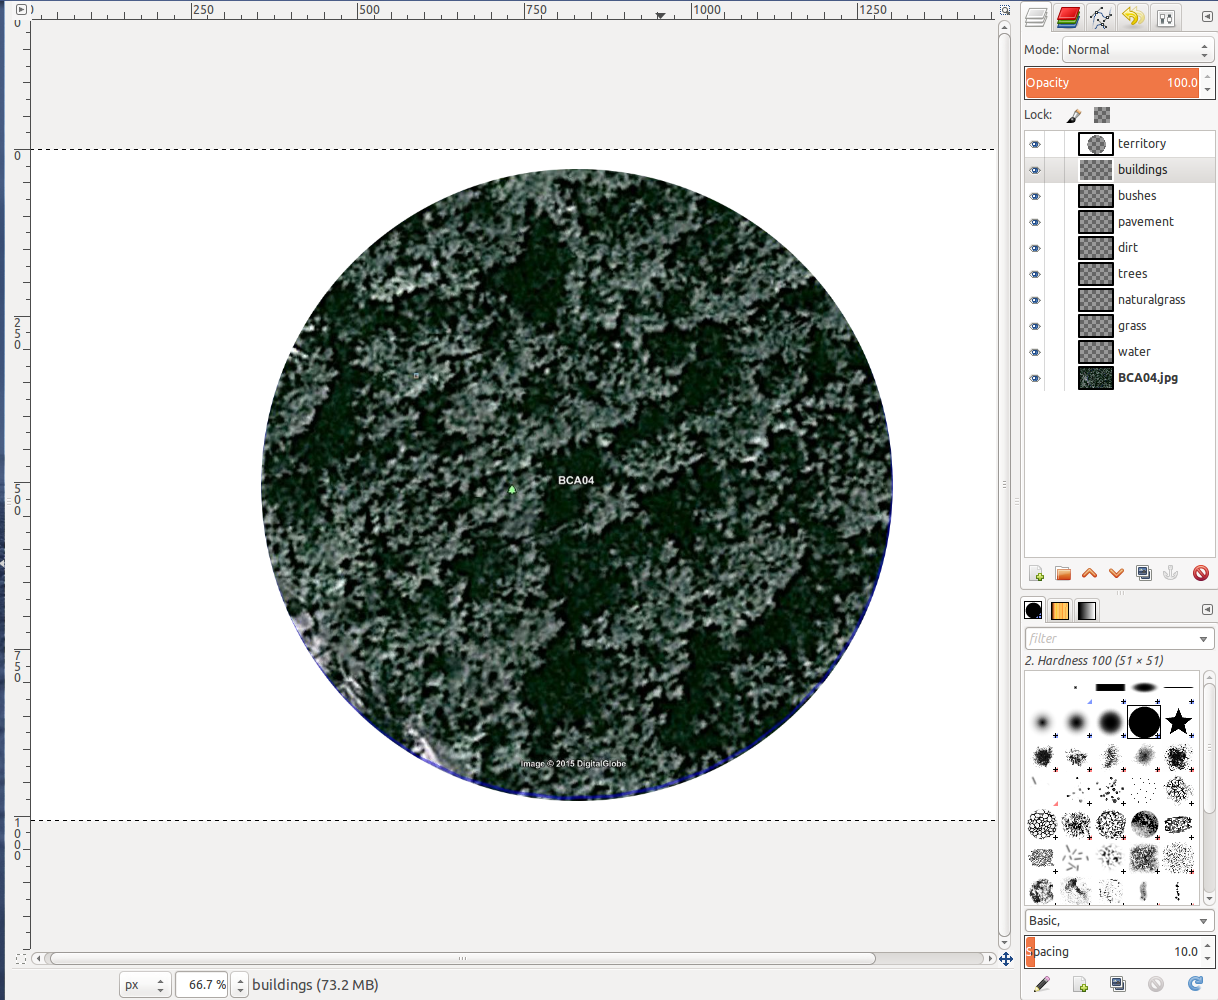 0
250
500
750
1000
1250
0
250
500
750
1000
BCA04
Image © 2015 DigitalGlobe
px
66.7 %
buildings (73.2 MB)
Mode: Normal
Opacity 100.0
Lock:
territory
buildings
bushes
pavement
dirt
trees
naturalgrass
grass
water
BCA04.jpg
filter
2. Hardness 100 (51 × 51)
Basic,
Spacing 10.0